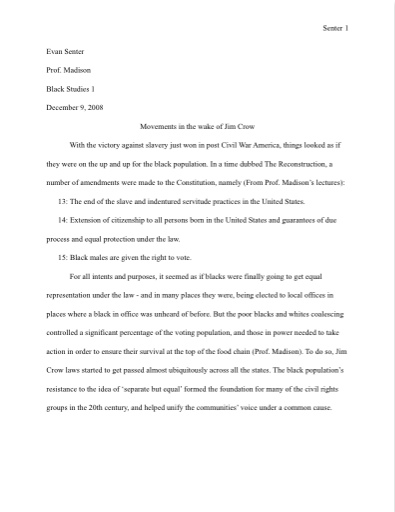 Senter 1
Evan Senter
Prof. Madison
Black Studies 1
December 9, 2008
Movements in the wake of Jim Crow
With the victory against slavery just won in post Civil War America, things looked as if
they were on the up and up for the black population. In a time dubbed The Reconstruction, a
number of amendments were made to the Constitution, namely (From Prof. Madison's lectures):
13: The end of the slave and indentured servitude practices in the United States.
14: Extension of citizenship to all persons born in the United States and guarantees of due
process and equal protection under the law.
15: Black males are given the right to vote.
For all intents and purposes, it seemed as if blacks were finally going to get equal
representation under the law - and in many places they were, being elected to local offices in
places where a black in office was unheard of before. But the poor blacks and whites coalescing
controlled a significant percentage of the voting population, and those in power needed to take
action in order to ensure their survival at the top of the food chain (Prof. Madison). To do so, Jim
Crow laws started to get passed almost ubiquitously across all the states. The black population's
resistance to the idea of 'separate but equal' formed the foundation for many of the civil rights
groups in the 20th century, and helped unify the communities' voice under a common cause.